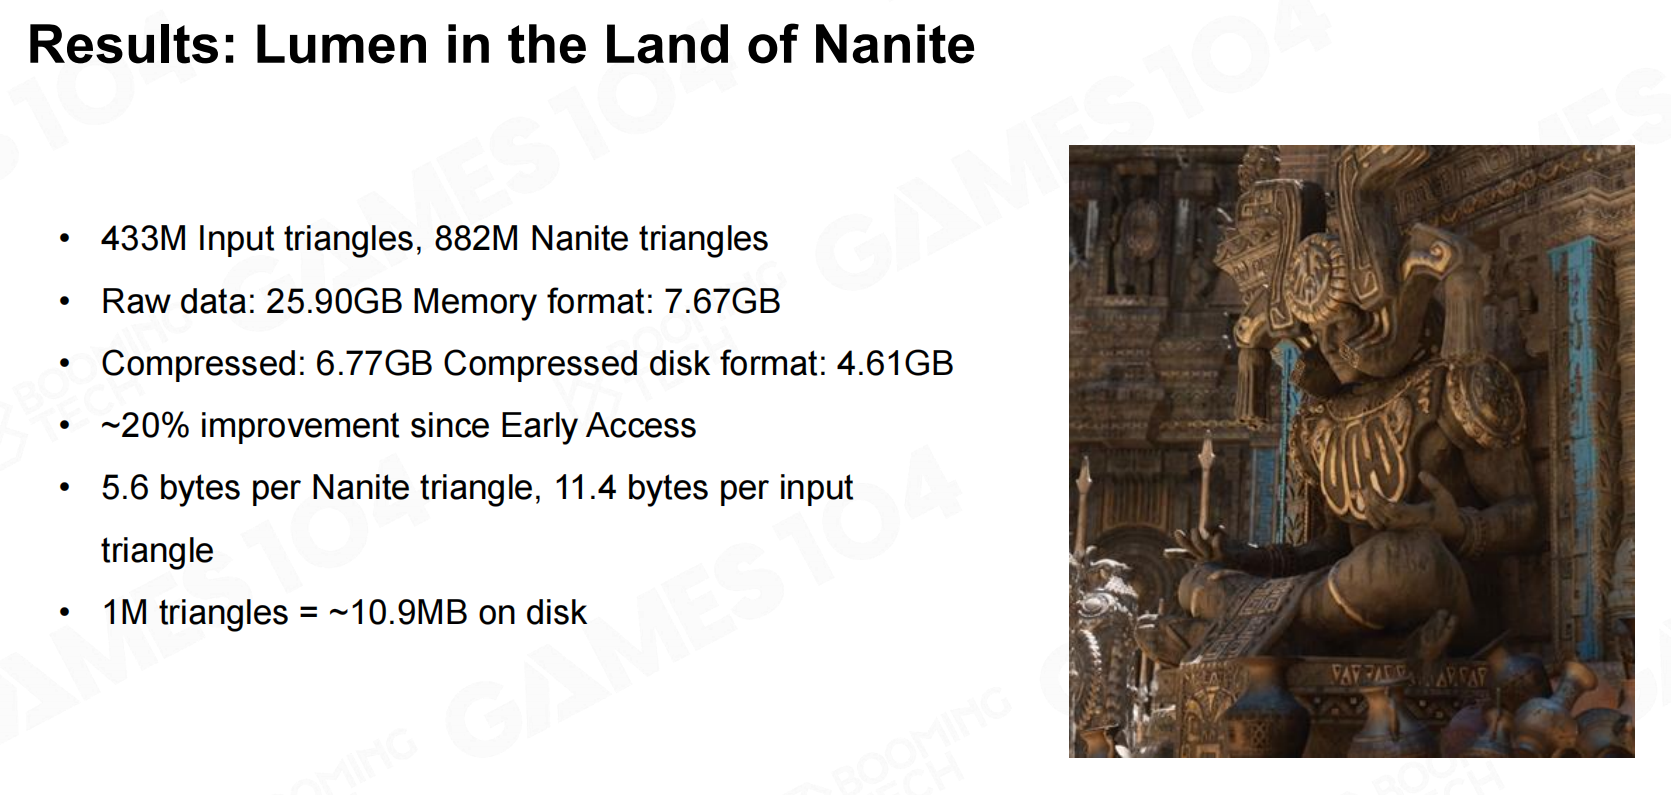 Results: Lumen in the Land of Nanite
• 433M Input triangles, 882M Nanite triangles
• Raw data: 25.90GB Memory format: 7.67GB
• Compressed: 6.77GB Compressed disk format: 4.61GB
• ~20% improvement since Early Access
• 5.6 bytes per Nanite triangle, 11.4 bytes per input
triangle
• 1M triangles = ~10.9MB on disk
GAMES104
BOOMING
TECH